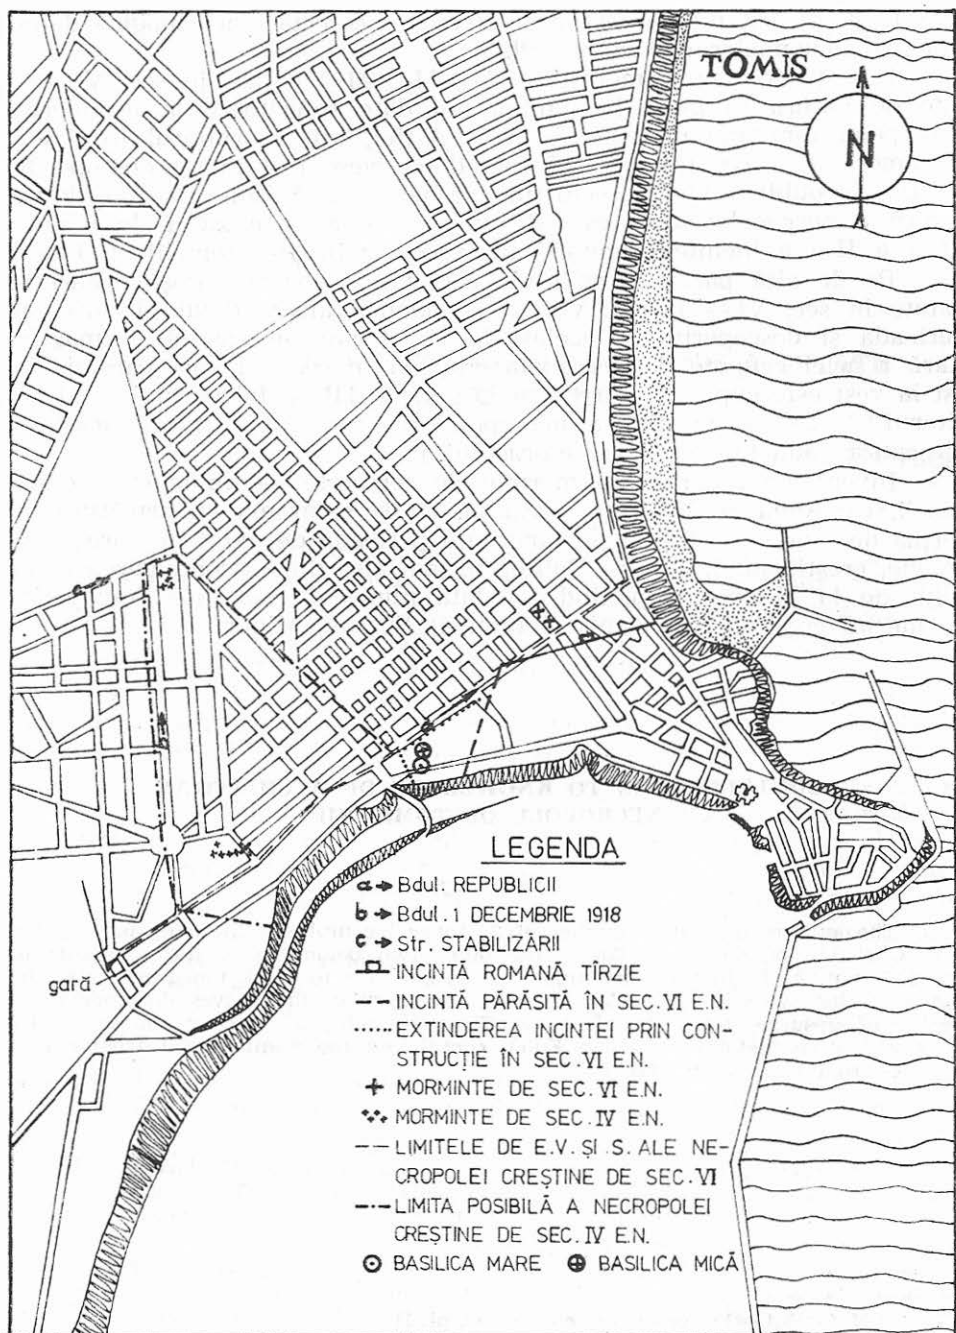 TOMIS
N
gară
LEGENDA
a → Bdul. REPUBLICII
b → Bdul. 1 DECEMBRIE 1918
c → Str. STABILIZĂRII
INCINTĂ ROMANĂ TÎRZIE
INCINTĂ PĂRĂSITĂ ÎN SEC. VI E.N.
EXTINDEREA INCINTEI PRIN CON-
STRUCȚIE ÎN SEC. VI E.N.
MORMINTE DE SEC. VI E.N.
MORMINTE DE SEC. IV E.N.
LIMITELE DE E.V. ȘI S. ALE NE-
CROPOLEI CREȘTINE DE SEC. VI
LIMITA POSIBILĂ A NECROPOLEI
CREȘTINE DE SEC. IV E.N.
BASILICA MARE BASILICA MICĂ